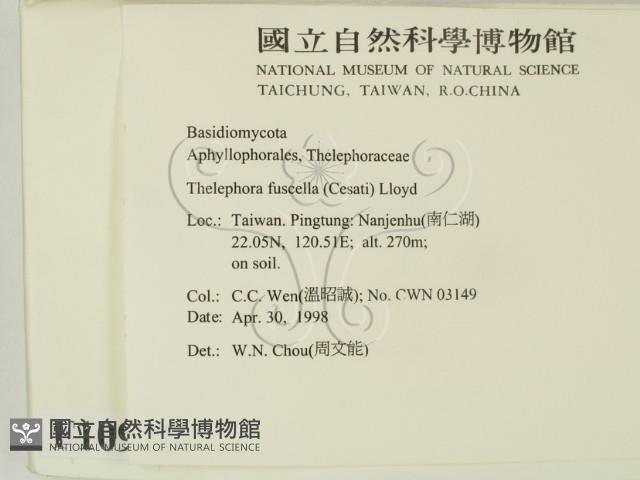 國立自然科學博物館
NATIONAL MUSEUM OF NATURAL SCIENCE
TAICHUNG, TAIWAN, R.O.CHINA
Basidiomycota
Aphyllophorales, Thelephoraceae
Thelephora fuscella (Cesati) Lloyd
Loc.: Taiwan. Pingtung: Nanjenhu(南仁湖)
22.05N, 120.51E; alt. 270m;
on soil.
Col.: C.C. Wen(溫昭誠); No. CWN 03149
Date: Apr. 30, 1998
Det.: W.N. Chou(周文能)
國立自然科學博物館
NATIONAL MUSEUM OF NATURAL SCIENCE